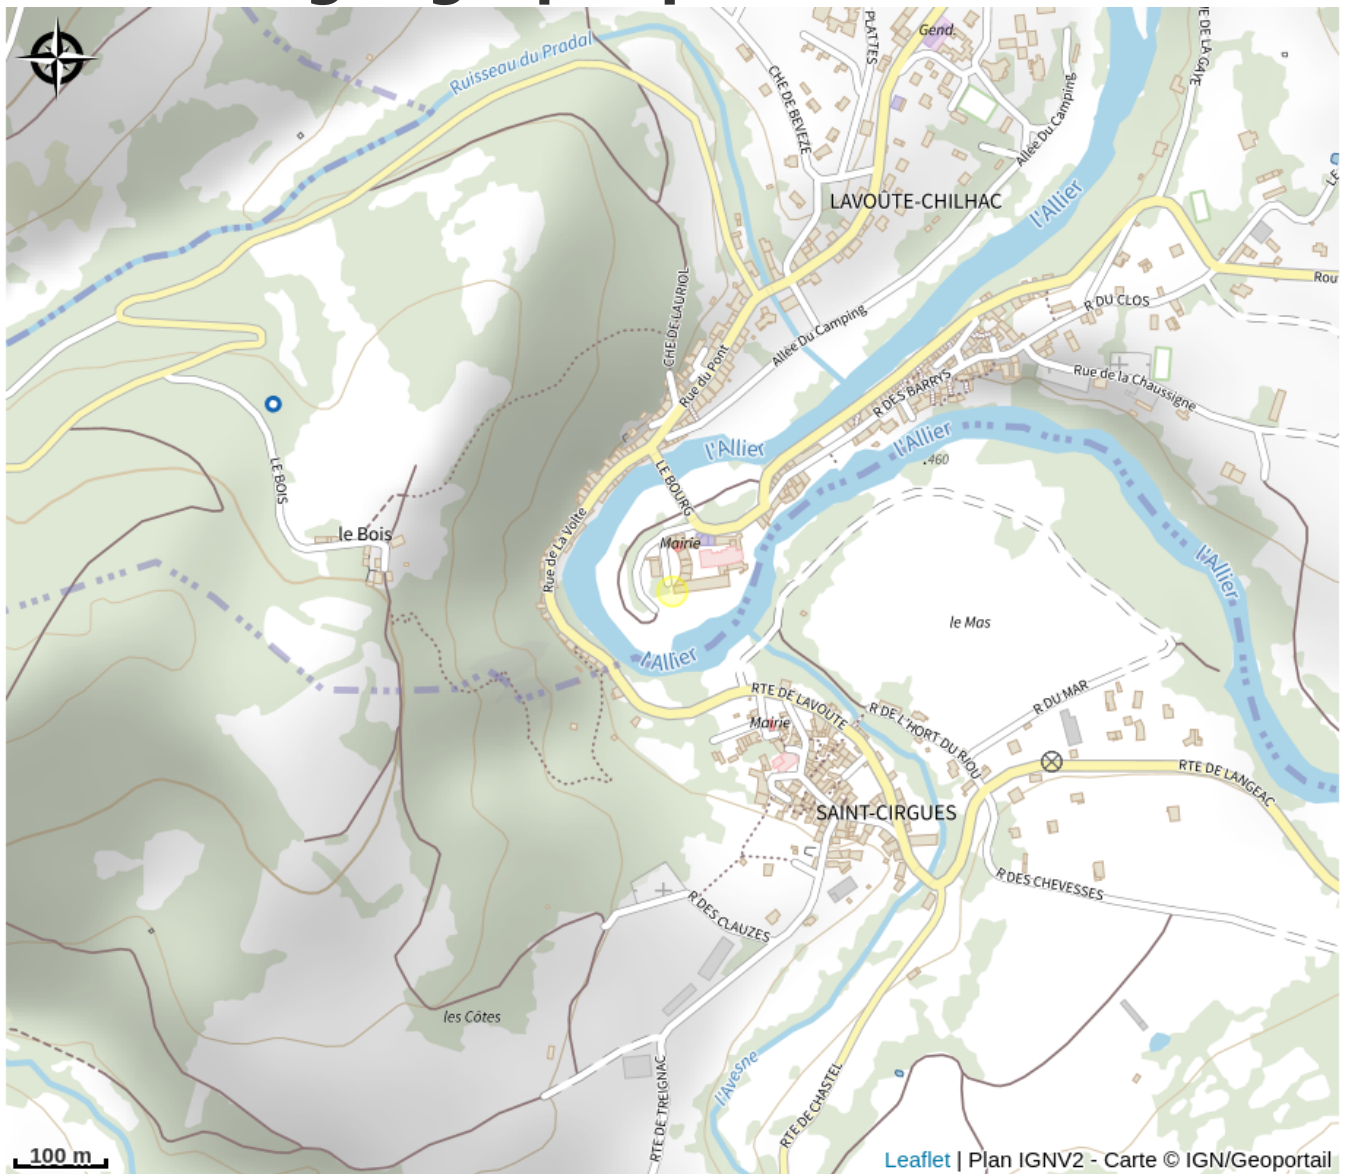 Gend.
PLATTES
E DE LA GAYE
Ruisseau du Pradal
CHE DE BEVEZE
Allée Du Camping
LE
LAVOÛTE-CHILHAC
l'Allier
CHE DE LAURIOL
Rou
R DU CLOS
Allée Du Camping
Rue du Pont
R DES BARRYS
Rue de la Chaussigne
l'Allier
l'Allier
.460
LE BOIS
LE BOURG
le Bois
Mairie
Rue de La Volte
l'Allier
le Mas
l'Allier
RTE DE LAVOUTE
R DU MAR
Mairie
R DE L'HORT DU RIOU
RTE DE LANGEAC
SAINT-CIRGUES
R DES CHEVESSES
R DES CLAUZES
les Côtes
l'Avesne
RTE DE TREIGNAC
RTE DE CHASTEL
100 m
Leaflet | Plan IGNV2 - Carte © IGN/Geoportail